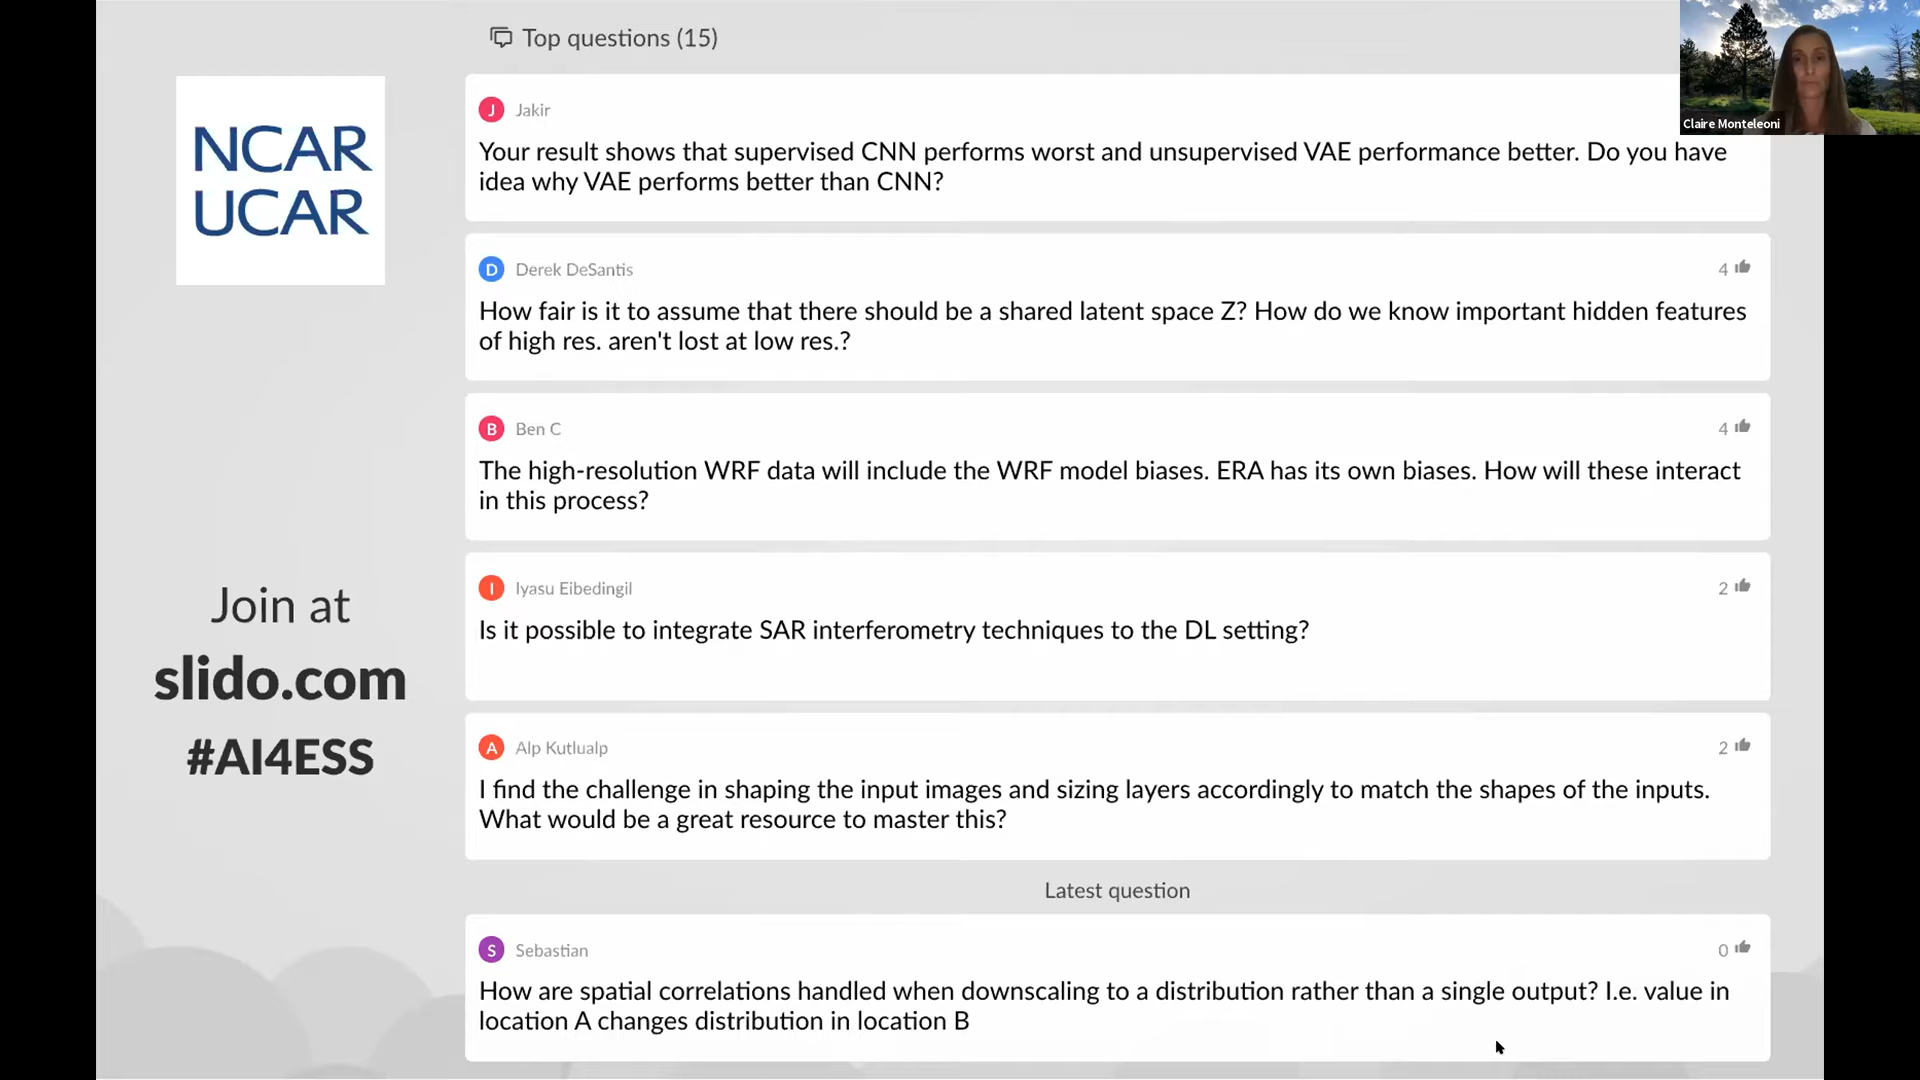 Top questions (15)
Claire Monteleoni
NCAR
UCAR
Join at
slido.com
#AI4ESS
J Jakir
Your result shows that supervised CNN performs worst and unsupervised VAE performance better. Do you have
idea why VAE performs better than CNN?
D Derek DeSantis 4
How fair is it to assume that there should be a shared latent space Z? How do we know important hidden features
of high res. aren't lost at low res.?
B Ben C 4
The high-resolution WRF data will include the WRF model biases. ERA has its own biases. How will these interact
in this process?
I Iyasu Eibedingil 2
Is it possible to integrate SAR interferometry techniques to the DL setting?
A Alp Kutlualp 2
I find the challenge in shaping the input images and sizing layers accordingly to match the shapes of the inputs.
What would be a great resource to master this?
Latest question
S Sebastian 0
How are spatial correlations handled when downscaling to a distribution rather than a single output? I.e. value in
location A changes distribution in location B